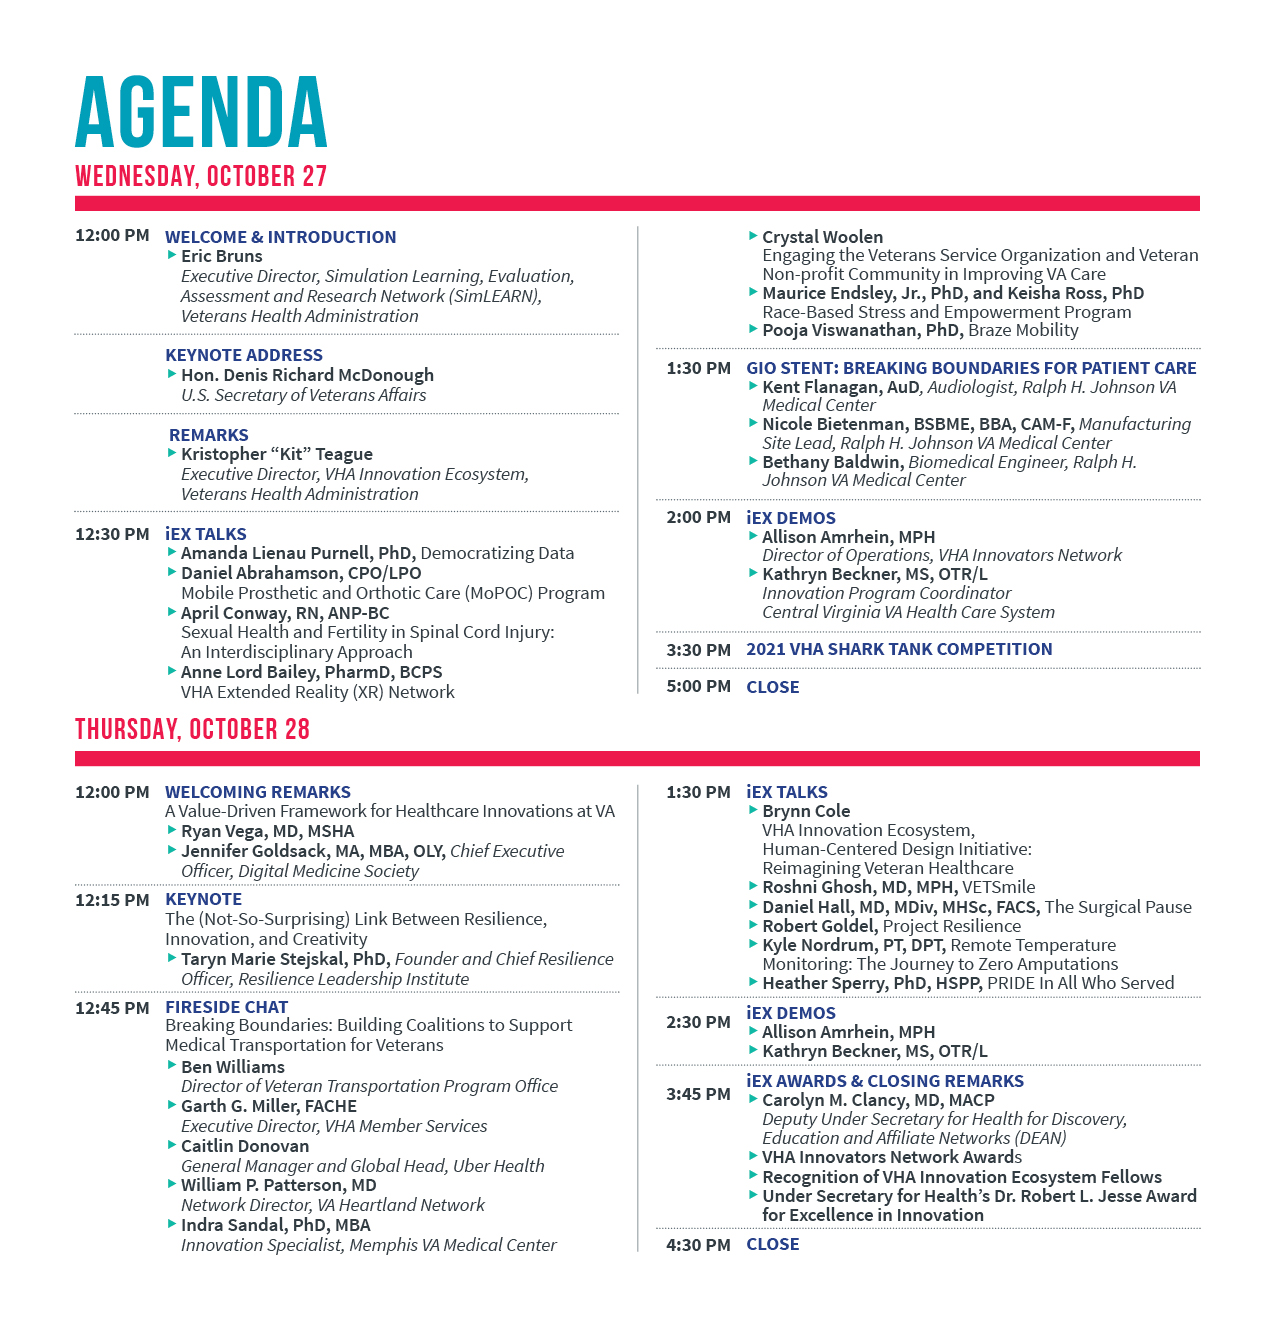 AGENDA
WEDNESDAY, OCTOBER 27
12:00 PM WELCOME & INTRODUCTION
Eric Bruns
Executive Director, Simulation Learning, Evaluation,
Assessment and Research Network (SimLEARN),
Veterans Health Administration
KEYNOTE ADDRESS
Hon. Denis Richard McDonough
U.S. Secretary of Veterans Affairs
REMARKS
Kristopher “Kit” Teague
Executive Director, VHA Innovation Ecosystem,
Veterans Health Administration
12:30 PM iEX TALKS
Amanda Lienau Purnell, PhD, Democratizing Data
Daniel Abrahamson, CPO/LPO
Mobile Prosthetic and Orthotic Care (MoPOC) Program
April Conway, RN, ANP-BC
Sexual Health and Fertility in Spinal Cord Injury:
An Interdisciplinary Approach
Anne Lord Bailey, PharmD, BCPS
VHA Extended Reality (XR) Network
Crystal Woolen
Engaging the Veterans Service Organization and Veteran
Non-profit Community in Improving VA Care
Maurice Endsley, Jr., PhD, and Keisha Ross, PhD
Race-Based Stress and Empowerment Program
Pooja Viswanathan, PhD, Braze Mobility
1:30 PM GIO STENT: BREAKING BOUNDARIES FOR PATIENT CARE
Kent Flanagan, AuD, Audiologist, Ralph H. Johnson VA
Medical Center
Nicole Bietenman, BSBME, BBA, CAM-F, Manufacturing
Site Lead, Ralph H. Johnson VA Medical Center
Bethany Baldwin, Biomedical Engineer, Ralph H.
Johnson VA Medical Center
2:00 PM iEX DEMOS
Allison Amrhein, MPH
Director of Operations, VHA Innovators Network
Kathryn Beckner, MS, OTR/L
Innovation Program Coordinator
Central Virginia VA Health Care System
3:30 PM 2021 VHA SHARK TANK COMPETITION
5:00 PM CLOSE
THURSDAY, OCTOBER 28
12:00 PM WELCOMING REMARKS
A Value-Driven Framework for Healthcare Innovations at VA
Ryan Vega, MD, MSHA
Jennifer Goldsack, MA, MBA, OLY, Chief Executive
Officer, Digital Medicine Society
12:15 PM KEYNOTE
The (Not-So-Surprising) Link Between Resilience,
Innovation, and Creativity
Taryn Marie Stejskal, PhD, Founder and Chief Resilience
Officer, Resilience Leadership Institute
12:45 PM FIRESIDE CHAT
Breaking Boundaries: Building Coalitions to Support
Medical Transportation for Veterans
Ben Williams
Director of Veteran Transportation Program Office
Garth G. Miller, FACHE
Executive Director, VHA Member Services
Caitlin Donovan
General Manager and Global Head, Uber Health
William P. Patterson, MD
Network Director, VA Heartland Network
Indra Sandal, PhD, MBA
Innovation Specialist, Memphis VA Medical Center
1:30 PM iEX TALKS
Brynn Cole
VHA Innovation Ecosystem,
Human-Centered Design Initiative:
Reimagining Veteran Healthcare
Roshni Ghosh, MD, MPH, VETSmile
Daniel Hall, MD, MDiv, MHSc, FACS, The Surgical Pause
Robert Goldel, Project Resilience
Kyle Nordrum, PT, DPT, Remote Temperature
Monitoring: The Journey to Zero Amputations
Heather Sperry, PhD, HSPP, PRIDE In All Who Served
2:30 PM iEX DEMOS
Allison Amrhein, MPH
Kathryn Beckner, MS, OTR/L
3:45 PM iEX AWARDS & CLOSING REMARKS
Carolyn M. Clancy, MD, MACP
Deputy Under Secretary for Health for Discovery,
Education and Affiliate Networks (DEAN)
VHA Innovators Network Awards
Recognition of VHA Innovation Ecosystem Fellows
Under Secretary for Health’s Dr. Robert L. Jesse Award
for Excellence in Innovation
4:30 PM CLOSE